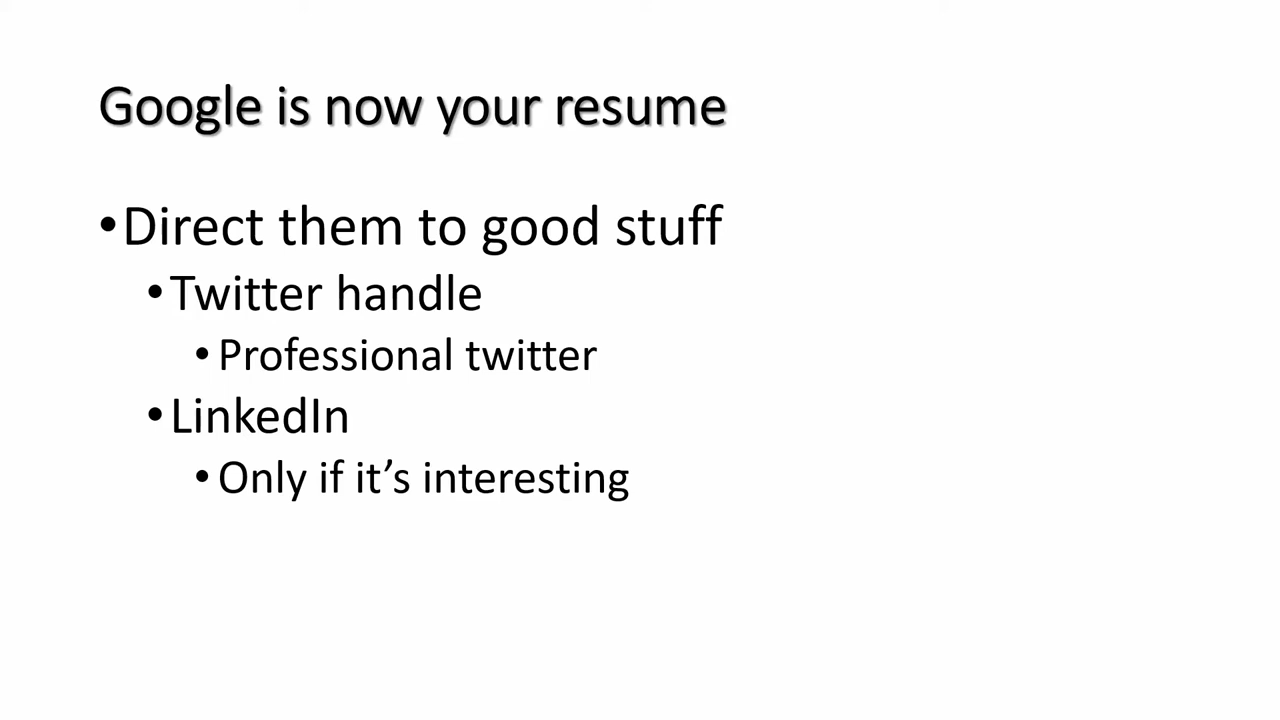 Google is now your resume
•Direct them to good stuff
•Twitter handle
•Professional twitter
•LinkedIn
•Only if it’s interesting